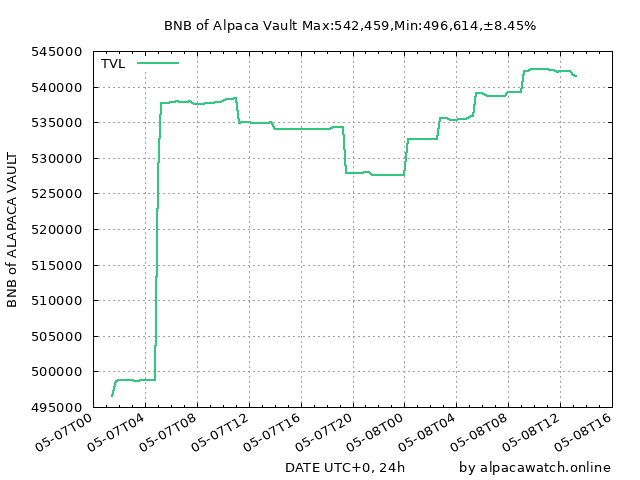 BNB of Alpaca Vault Max:542,459,Min:496,614,±8.45%
TVL
BNB of ALAPACA VAULT
545000
540000
535000
530000
525000
520000
515000
510000
505000
500000
495000
05-07T00
05-07T04
05-07T08
05-07T12
05-07T16
05-07T20
05-08T00
05-08T04
05-08T08
05-08T12
05-08T16
DATE UTC+0, 24h
by alpacawatch.online